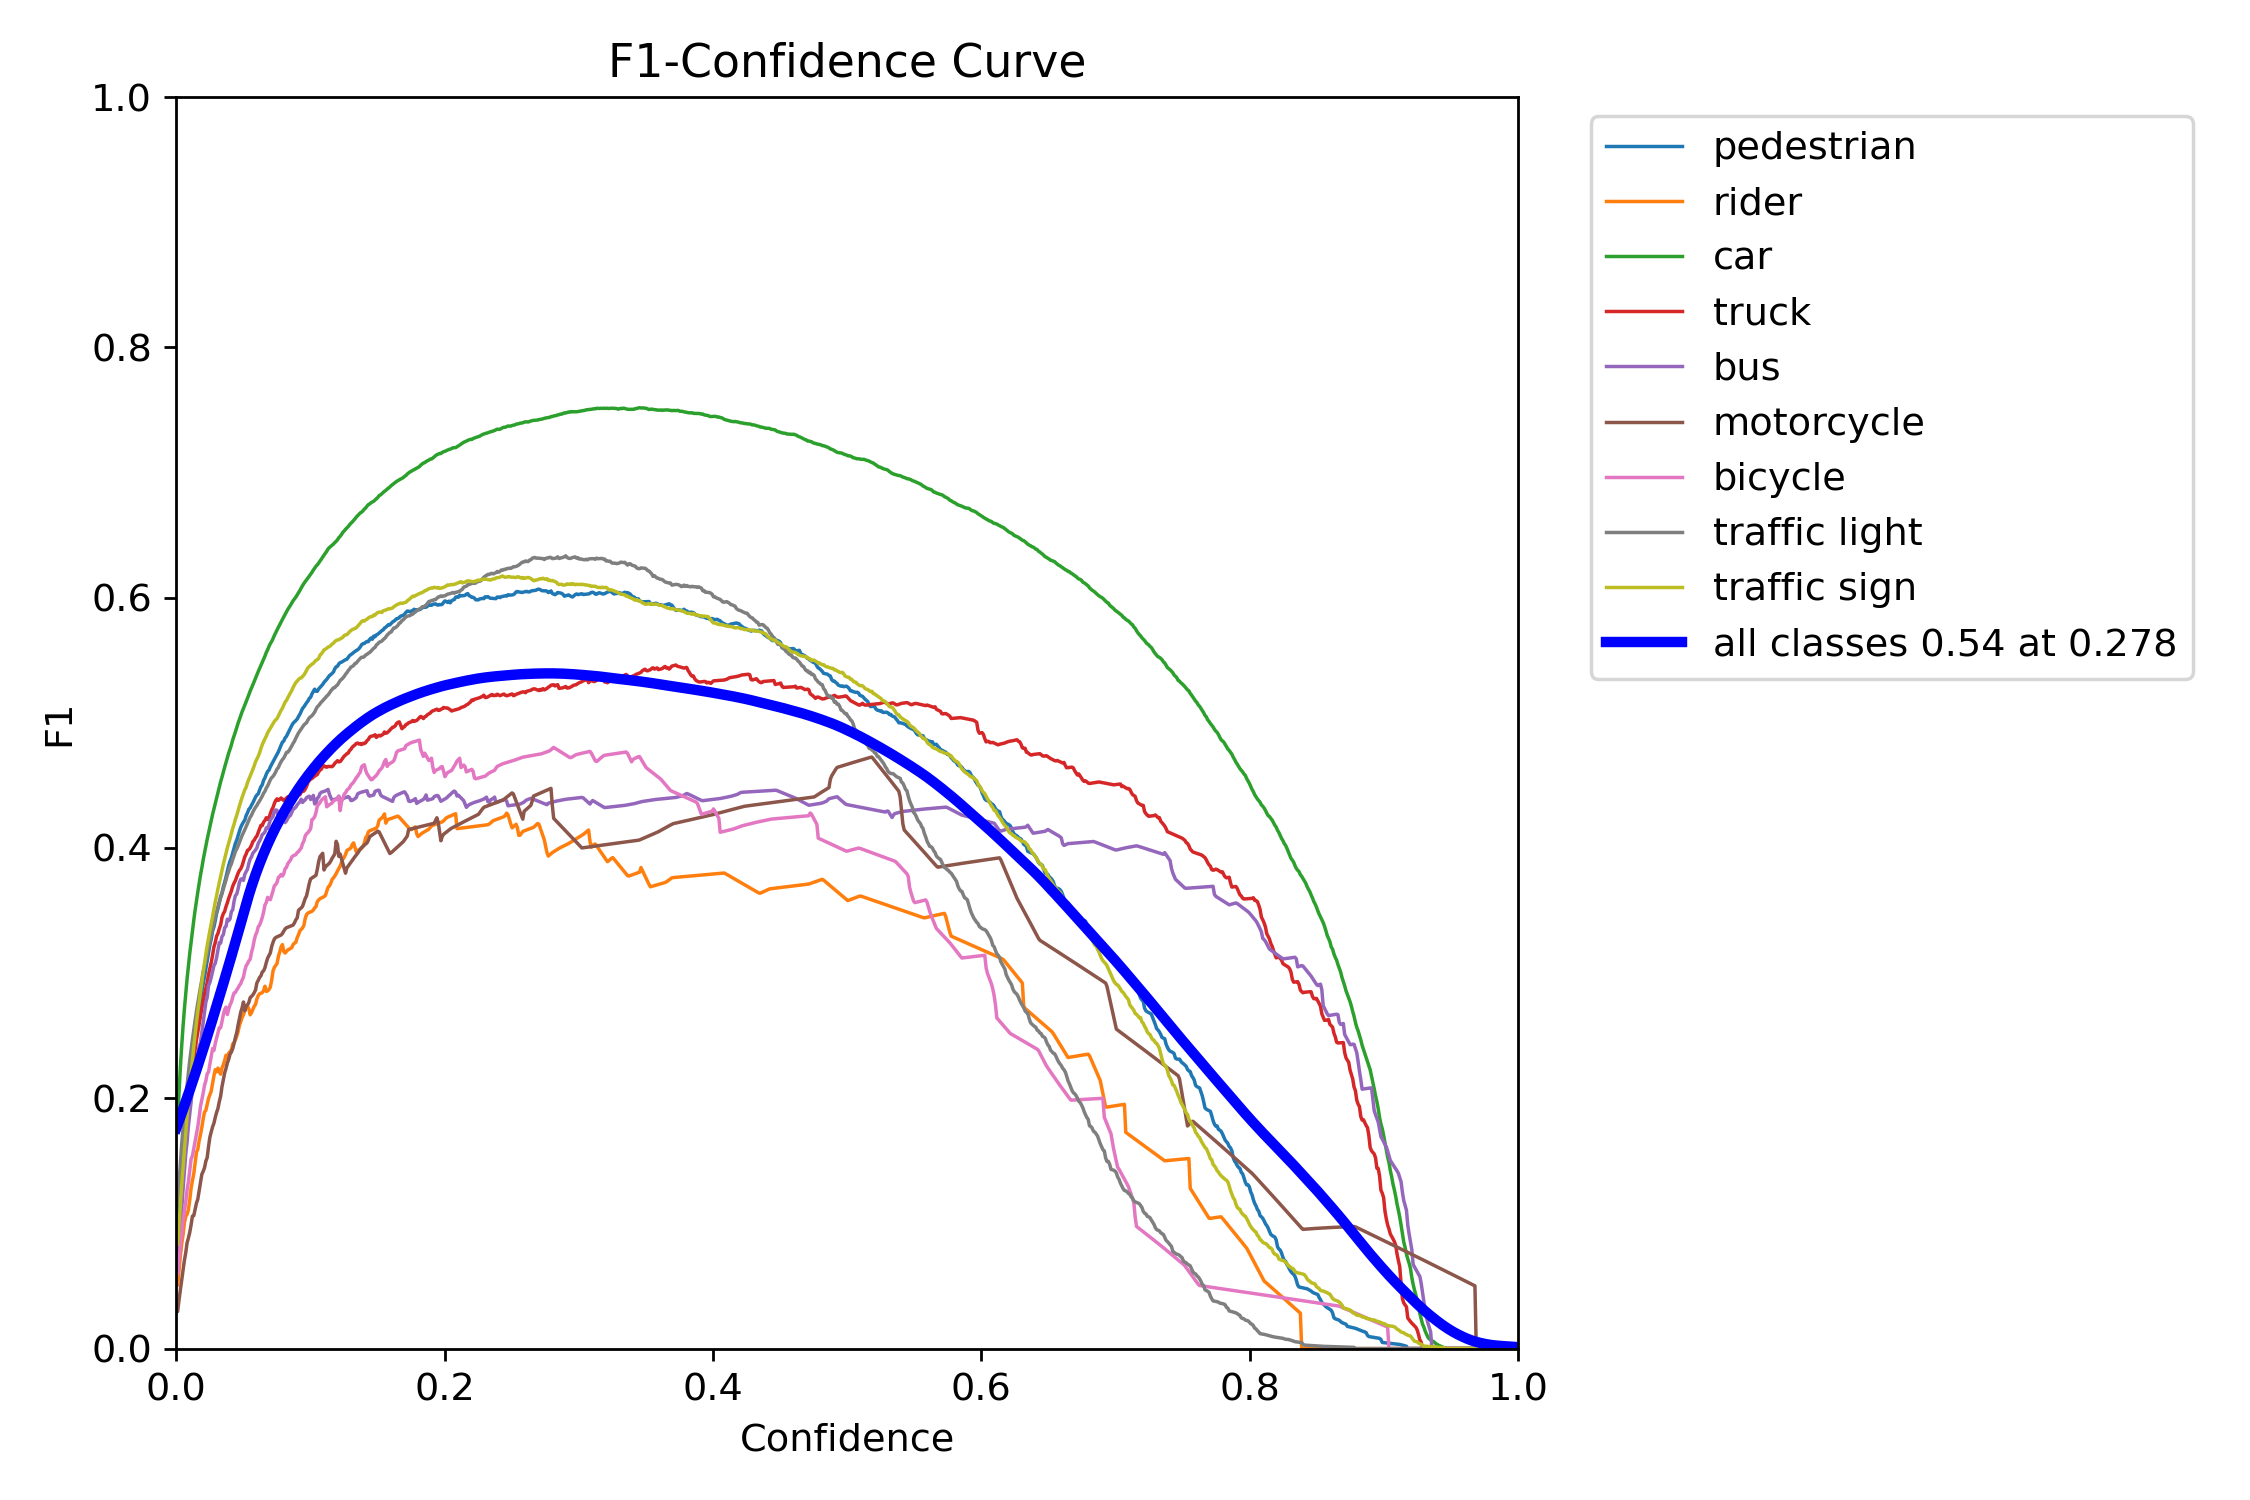 F1-Confidence Curve
1.0
0.8
0.6
0.4
0.2
0.0
F1
0.0 0.2 0.4 0.6 0.8 1.0
Confidence
pedestrian
rider
car
truck
bus
motorcycle
bicycle
traffic light
traffic sign
all classes 0.54 at 0.278